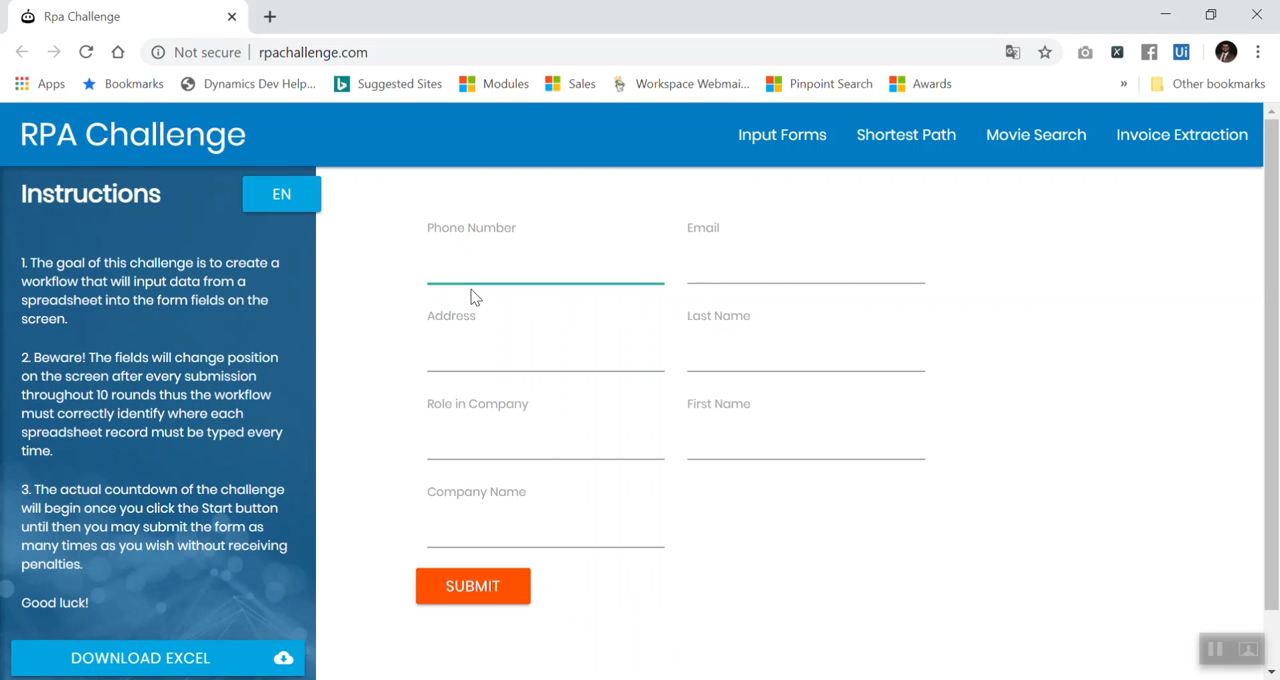 Rpa Challenge
Not secure rpachallenge.com
Apps Bookmarks Dynamics Dev Help... Suggested Sites Modules Sales Workspace Webmai... Pinpoint Search Awards » Other bookmarks
RPA Challenge
Input Forms Shortest Path Movie Search Invoice Extraction
Instructions
EN
1. The goal of this challenge is to create a
workflow that will input data from a
spreadsheet into the form fields on the
screen.
2. Beware! The fields will change position
on the screen after every submission
throughout 10 rounds thus the workflow
must correctly identify where each
spreadsheet record must be typed every
time.
3. The actual countdown of the challenge
will begin once you click the Start button
until then you may submit the form as
many times as you wish without receiving
penalties.
Good luck!
DOWNLOAD EXCEL
Phone Number Email
Address Last Name
Role in Company First Name
Company Name
SUBMIT